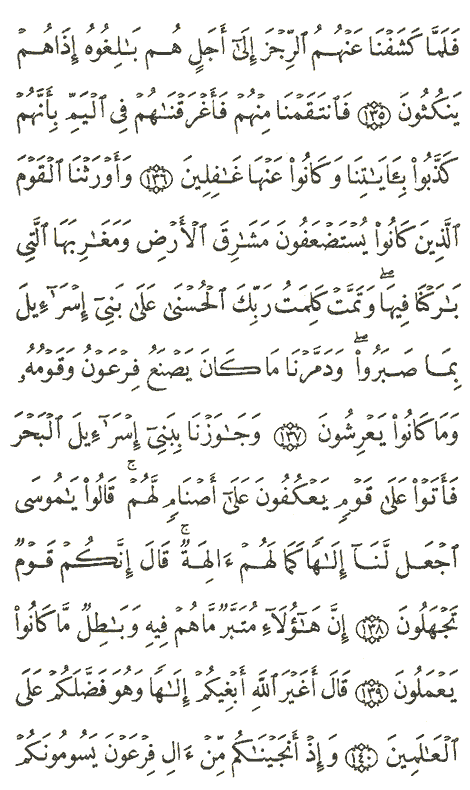 فَلَمَّا كَشَفْنَا عَنْهُمُ ٱلرِّجْزَ إِلَىٰٓ أَجَلٍ هُم بَٰلِغُوهُ إِذَاهُمْ
يَنكُثُونَ ١٣٥ فَٱنتَقَمْنَا مِنْهُمْ فَأَغْرَقْنَٰهُمْ فِى ٱلْيَمِّ بِأَنَّهُمْ
كَذَّبُوا۟ بِـَٔايَٰتِنَا وَكَانُوا۟ عَنْهَا غَٰفِلِينَ ١٣٦ وَأَوْرَثْنَا ٱلْقَوْمَ
ٱلَّذِينَ كَانُوا۟ يُسْتَضْعَفُونَ مَشَٰرِقَ ٱلْأَرْضِ وَمَغَٰرِبَهَا ٱلَّتِى
بَٰرَكْنَا فِيهَا ۖ وَتَمَّتْ كَلِمَتُ رَبِّكَ ٱلْحُسْنَىٰ عَلَىٰ بَنِىٓ إِسْرَٰٓءِيلَ
بِمَا صَبَرُوا۟ ۖ وَدَمَّرْنَا مَا كَانَ يَصْنَعُ فِرْعَوْنُ وَقَوْمُهُۥ
وَمَا كَانُوا۟ يَعْرِشُونَ ١٣٧ وَجَٰوَزْنَا بِبَنِىٓ إِسْرَٰٓءِيلَ ٱلْبَحْرَ
فَأَتَوْا۟ عَلَىٰ قَوْمٍ يَعْكُفُونَ عَلَىٰٓ أَصْنَامٍ لَّهُمْ ۚ قَالُوا۟ يَٰمُوسَى
ٱجْعَل لَّنَآ إِلَٰهًا كَمَا لَهُمْ ءَالِهَةٌ ۚ قَالَ إِنَّكُمْ قَوْمٌ
تَجْهَلُونَ ١٣٨ إِنَّ هَٰٓؤُلَآءِ مُتَبَّرٌ مَّا هُمْ فِيهِ وَبَٰطِلٌ مَّا كَانُوا۟
يَعْمَلُونَ ١٣٩ قَالَ أَغَيْرَ ٱللَّهِ أَبْغِيكُمْ إِلَٰهًا وَهُوَ فَضَّلَكُمْ عَلَى
ٱلْعَٰلَمِينَ ١٤٠ وَإِذْ أَنجَيْنَٰكُم مِّنْ ءَالِ فِرْعَوْنَ يَسُومُونَكُمْ